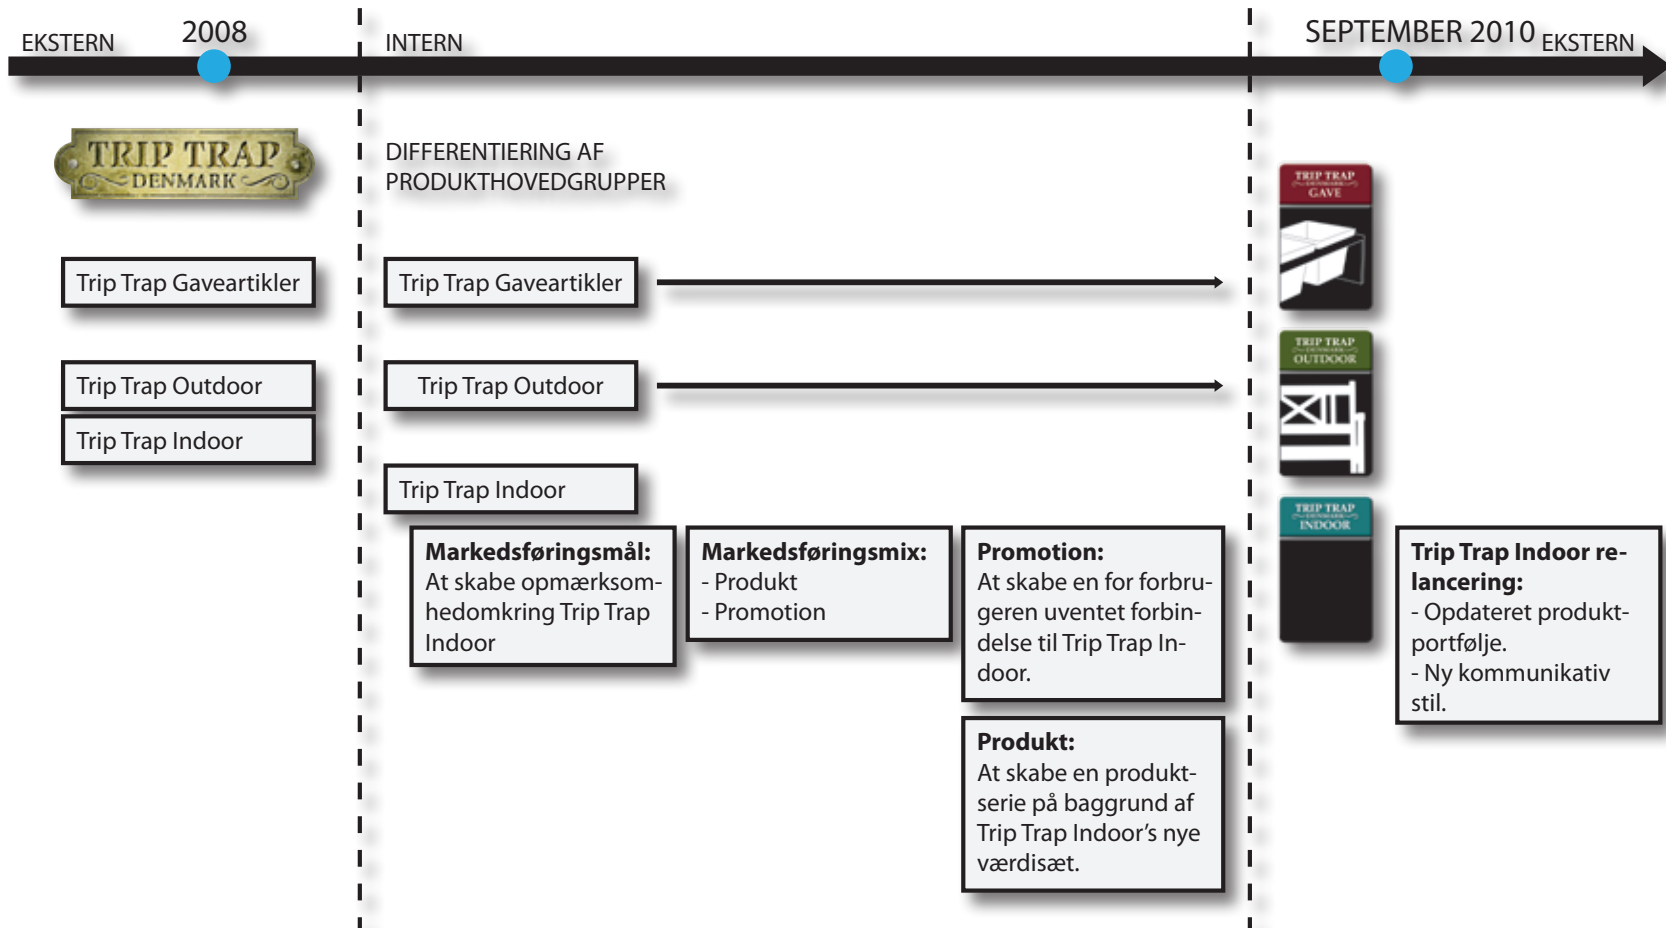 EKSTERN
2008
INTERN
SEPTEMBER 2010
EKSTERN
TRIP TRAP
DENMARK
Trip Trap Gaveartikler
Trip Trap Outdoor
Trip Trap Indoor
DIFFERENTIERING AF
PRODUKTHOVEDGRUPPER
Trip Trap Gaveartikler
Trip Trap Outdoor
Trip Trap Indoor
Markedsføringsmål:
At skabe opmærksom-
hedomkring Trip Trap
Indoor
Markedsføringsmix:
- Produkt
- Promotion
Promotion:
At skabe en for forbru-
geren uventet forbin-
delse til Trip Trap In-
door.
Produkt:
At skabe en produkt-
serie på baggrund af
Trip Trap Indoor’s nye
værdisæt.
TRIP TRAP
DENMARK
GAVE
TRIP TRAP
DENMARK
OUTDOOR
TRIP TRAP
DENMARK
INDOOR
Trip Trap Indoor re-
lancering:
- Opdateret produkt-
portfølje.
- Ny kommunikativ
stil.